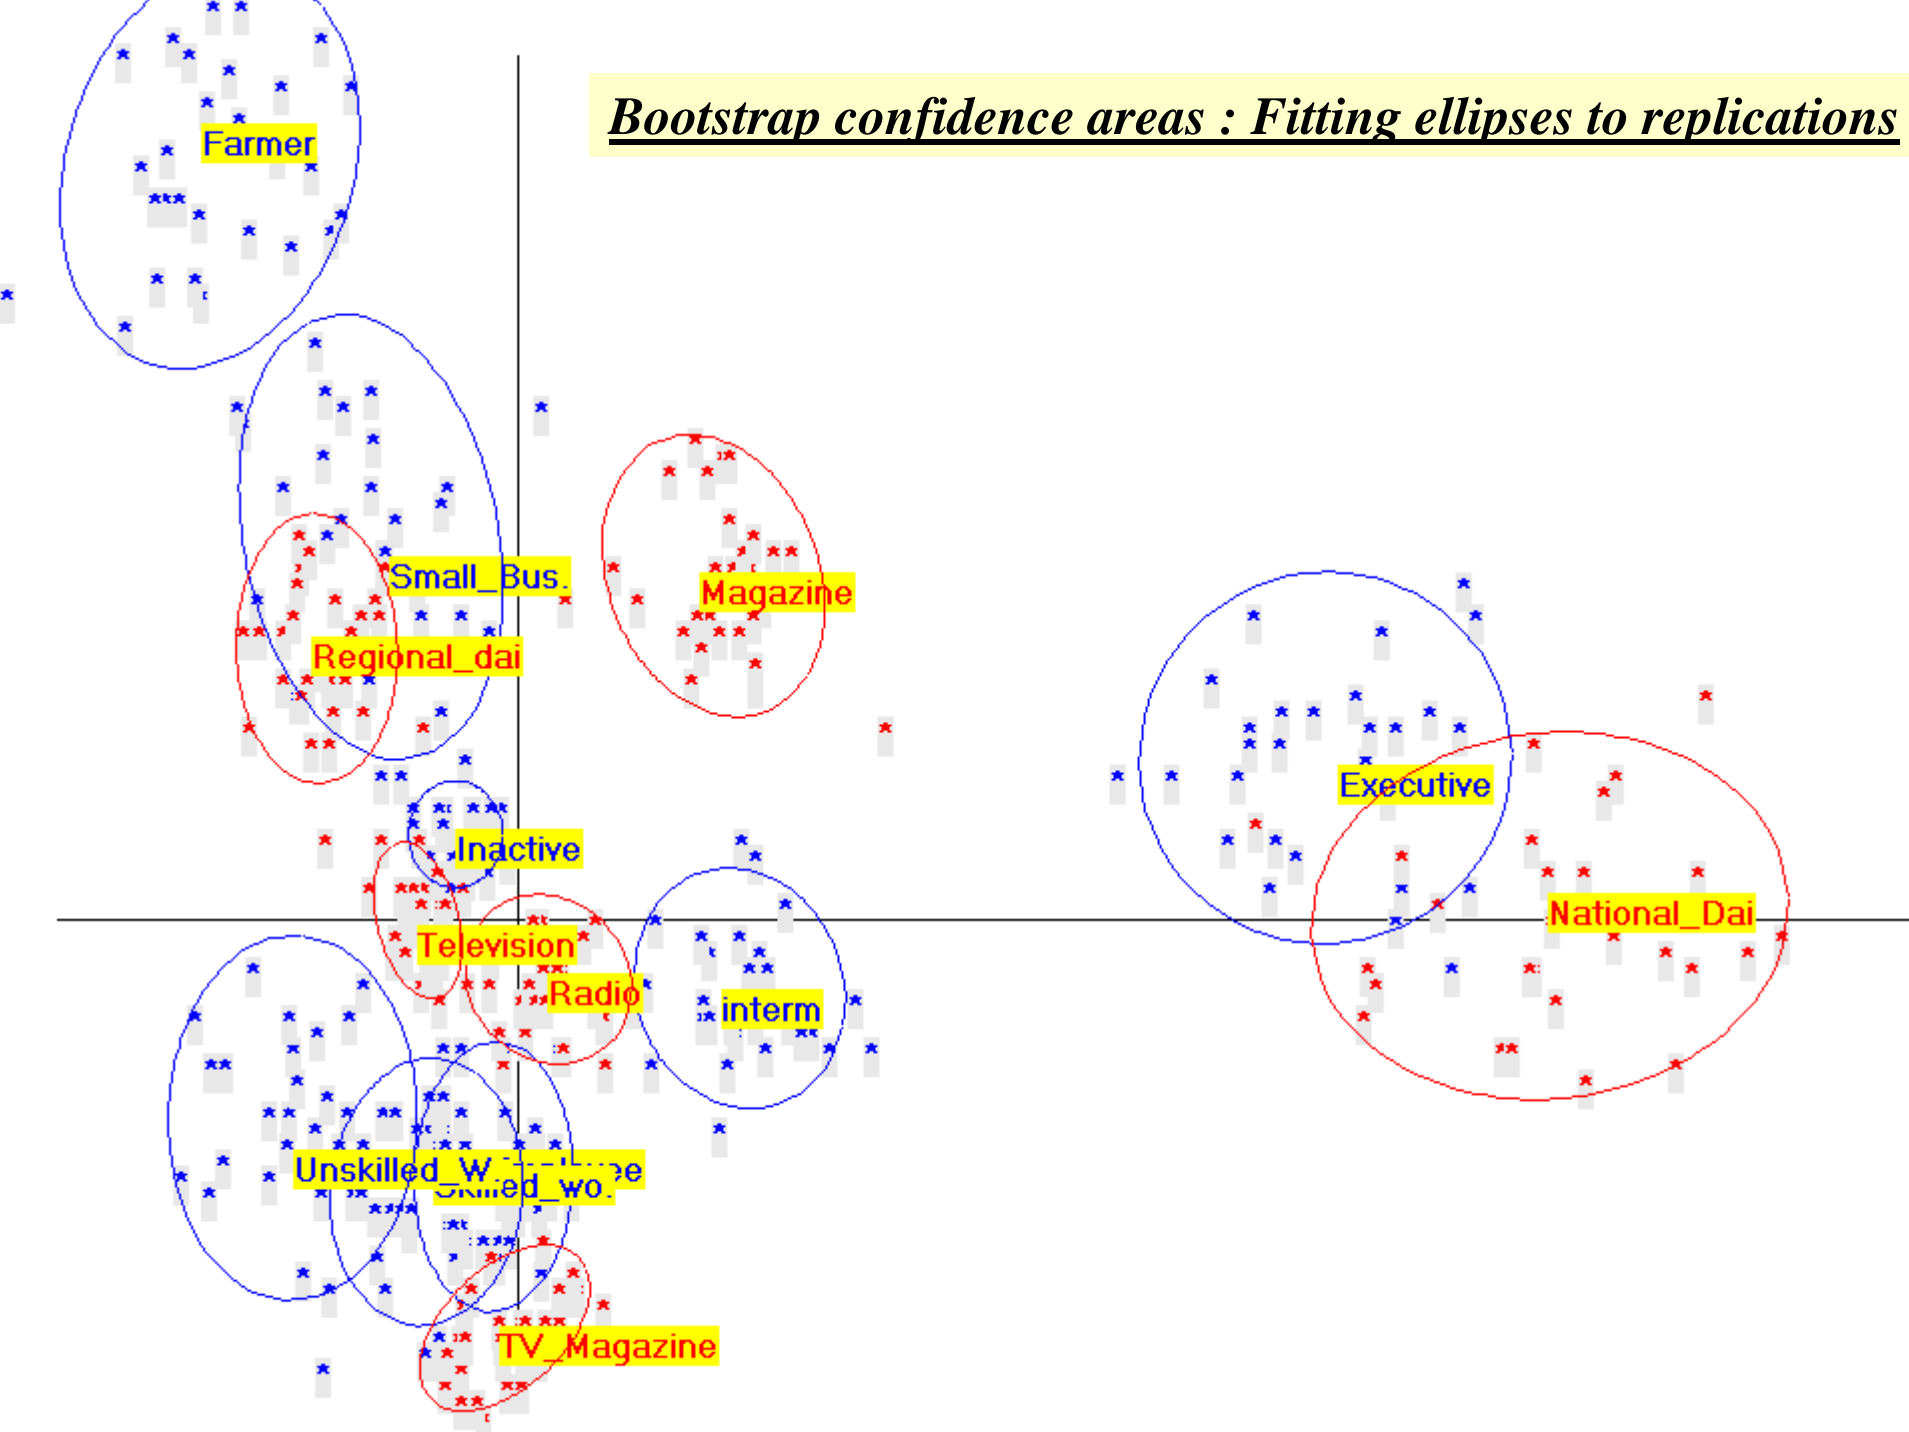 Bootstrap confidence areas : Fitting ellipses to replications
Farmer
Small_Bus.
Magazine
Regional_dai
Executive
Inactive
National_Dai
Television
Radio
interm
Unskilled_W
Skilled_wo.
TV_Magazine